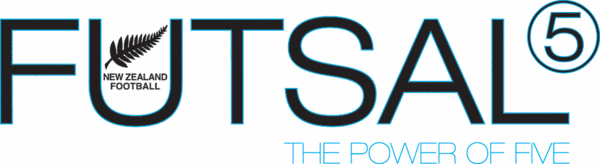 FUTSAL 5
NEW ZEALAND
FOOTBALL
THE POWER OF FIVE